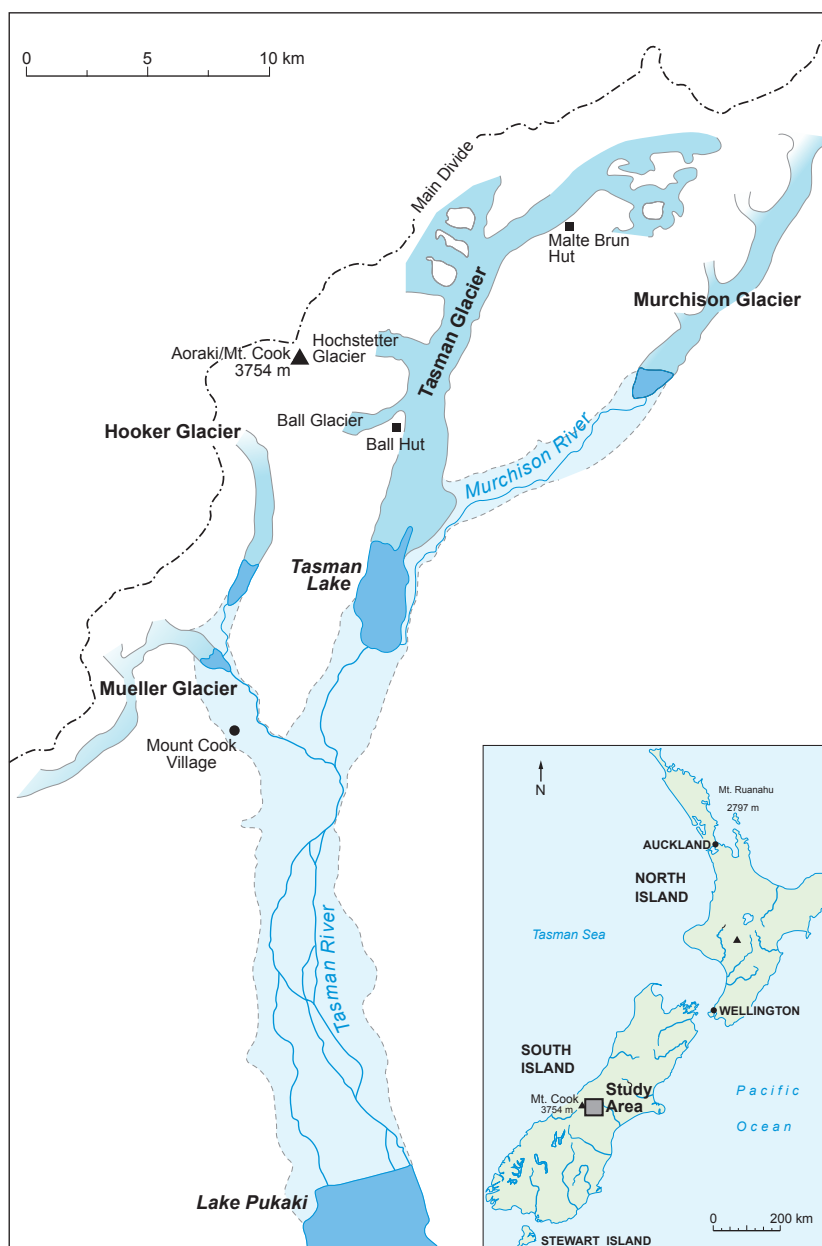 0 5 10 km
Main Divide
Malte Brun
Hut
Tasman Glacier
Murchison Glacier
Hochstetter
Glacier
Aoraki/Mt. Cook
3754 m
Ball Glacier
Ball Hut
Hooker Glacier
Murchison River
Tasman
Lake
Mueller Glacier
Mount Cook
Village
Tasman River
Lake Pukaki
N
Mt. Ruanahu
2797 m
AUCKLAND
NORTH
ISLAND
Tasman Sea
WELLINGTON
SOUTH
ISLAND
Mt. Cook
3754 m
Study
Area
Pacific
Ocean
0 200 km
STEWART ISLAND